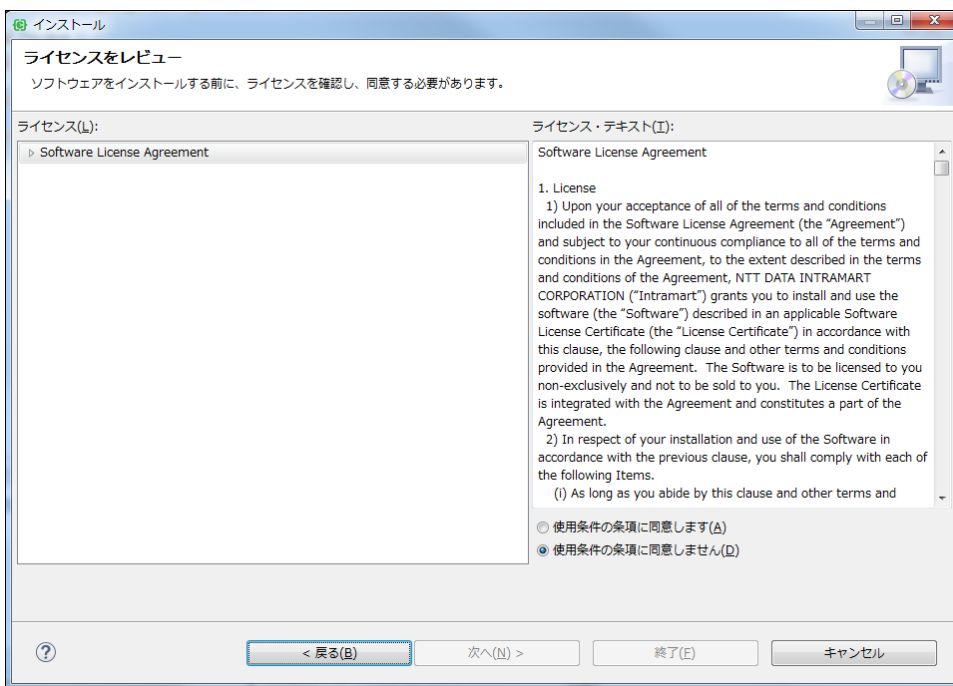 インストール
ライセンスをレビュー
ソフトウェアをインストールする前に、ライセンスを確認し、同意する必要があります。
ライセンス(L):
Software License Agreement
ライセンス・テキスト(T):
Software License Agreement
1. License
1) Upon your acceptance of all of the terms and conditions
included in the Software License Agreement (the “Agreement”)
and subject to your continuous compliance to all of the terms and
conditions in the Agreement, to the extent described in the terms
and conditions of the Agreement, NTT DATA INTRAMART
CORPORATION (“Intramart”) grants you to install and use the
software (the “Software”) described in an applicable Software
License Certificate (the “License Certificate”) in accordance with
this clause, the following clause and other terms and conditions
provided in the Agreement.  The Software is to be licensed to you
non-exclusively and not to be sold to you.  The License Certificate
is integrated with the Agreement and constitutes a part of the
Agreement.
2) In respect of your installation and use of the Software in
accordance with the previous clause, you shall comply with each of
the following Items.
(i) As long as you abide by this clause and other terms and
使用条件の条項に同意します(A)
使用条件の条項に同意しません(D)
< 戻る(B)
次へ(N) >
終了(F)
キャンセル